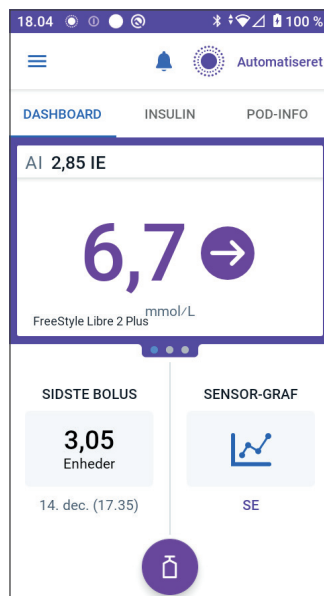 18.04 100 %
Automatiseret
DASHBOARD INSULIN POD-INFO
AI 2,85 IE
6,7
mmol/L
FreeStyle Libre 2 Plus
SIDSTE BOLUS SENSOR-GRAF
3,05
Enheder
14. dec. (17.35) SE